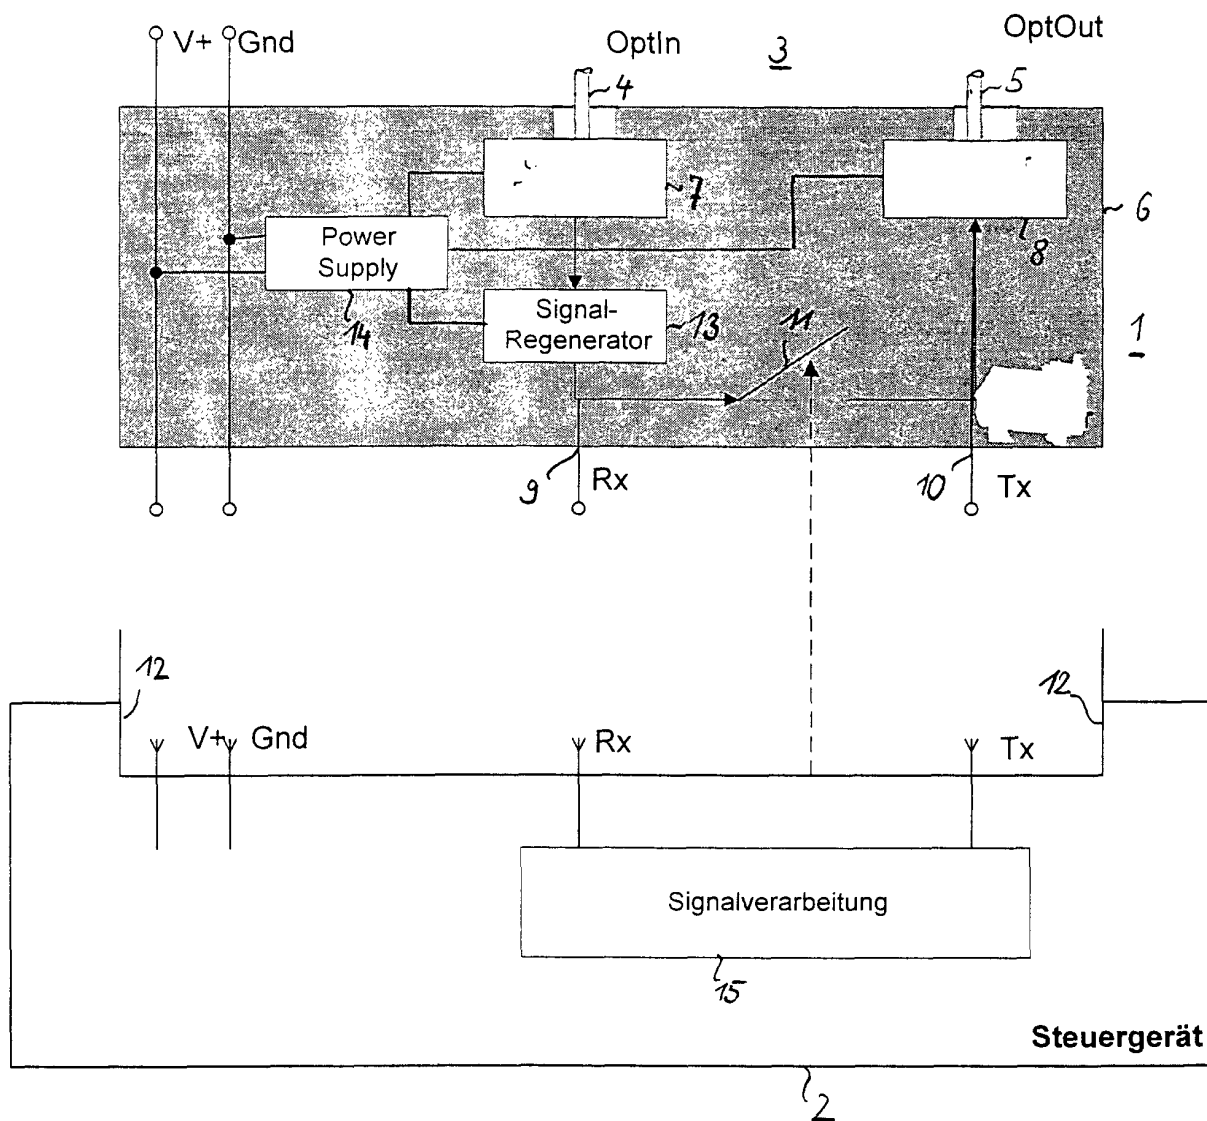 V+ Gnd
OptIn
3
OptOut
4
5
7
8
6
Power
Supply
14
Signal-
Regenerator
13
11
1
9
Rx
10
Tx
12
12
V+ Gnd
Rx
Tx
Signalverarbeitung
15
Steuergerät
2